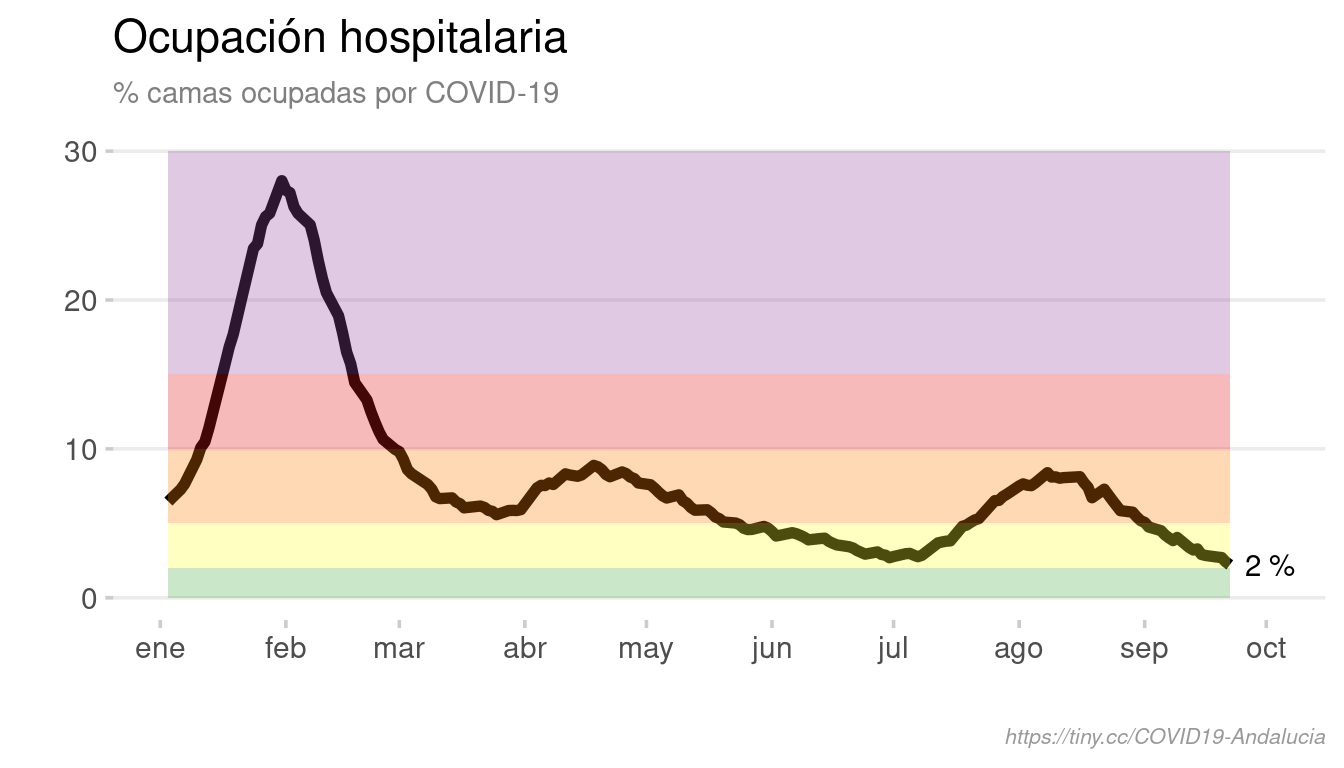 Ocupación hospitalaria
% camas ocupadas por COVID-19
30
20
10
0
2 %
ene feb mar abr may jun jul ago sep oct
https://tiny.cc/COVID19-Andalucia